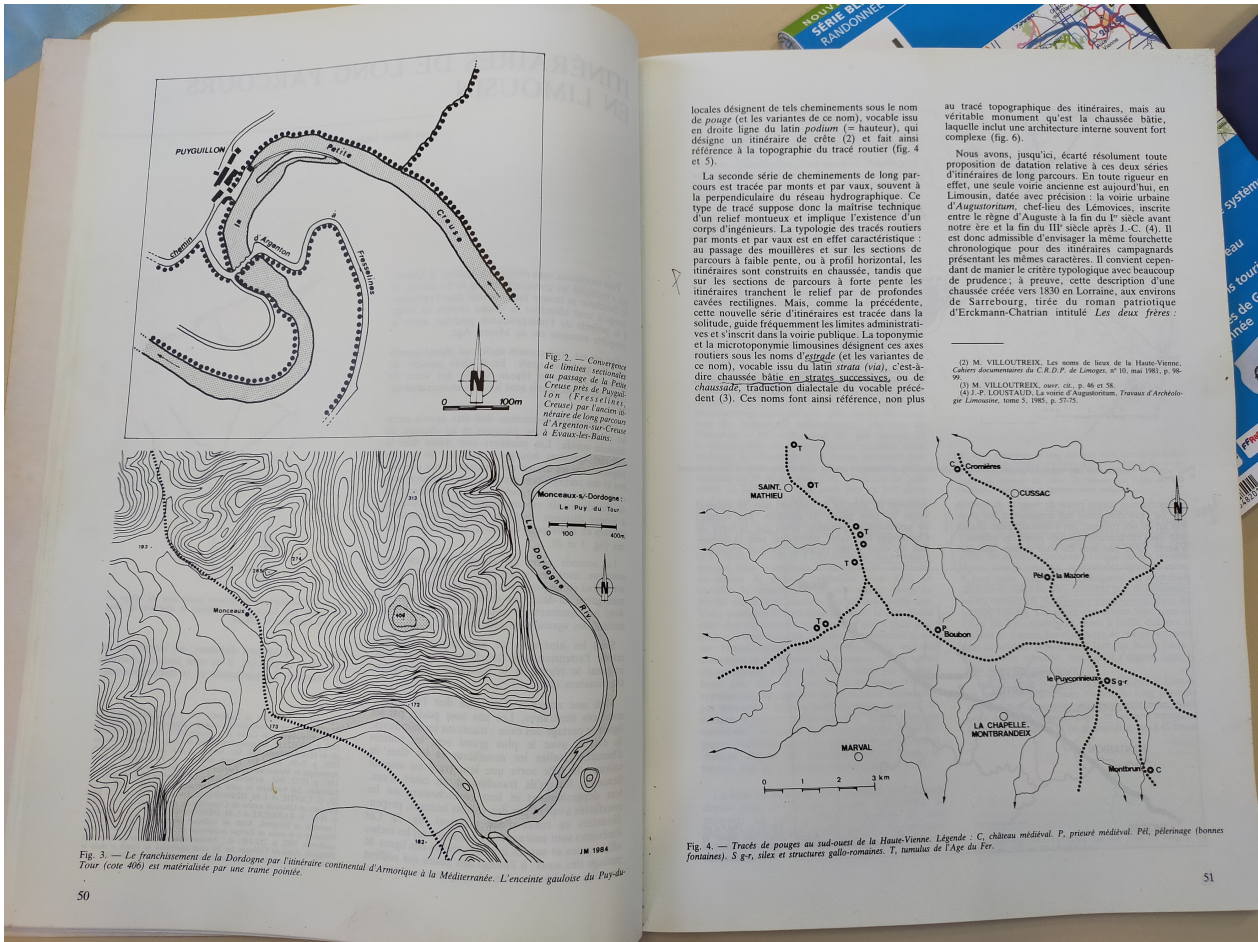 NOUV
SÉRIE BL
RANDONNÉE
PUYGUILLON
la
Petite
Creuse
chemin
d'Argenton
à
Fresselines
N
0 100m
Fig. 2. — Convergence
de limites sectionales
au passage de la Petite
Creuse près de Puyguil-
lon (Fresselines,
Creuse) par l'ancien iti-
néraire de long parcours
d'Argenton-sur-Creuse
à Evaux-les-Bains.
Monceaux-s/-Dordogne:
Le Puy du Tour
0 100 400m
N
313
183
274
265
406
Monceaux
La Dordogne Riv.
172
173
182
JM 1984
Fig. 3. — Le franchissement de la Dordogne par l'itinéraire continental d'Armorique à la Méditerranée. L'enceinte gauloise du Puy-du-
Tour (cote 406) est matérialisée par une trame pointée.
50
locales désignent de tels cheminements sous le nom
de pouge (et les variantes de ce nom), vocable issu
en droite ligne du latin podium (= hauteur), qui
désigne un itinéraire de crête (2) et fait ainsi
référence à la topographie du tracé routier (fig. 4
et 5).
La seconde série de cheminements de long par-
cours est tracée par monts et par vaux, souvent à
la perpendiculaire du réseau hydrographique. Ce
type de tracé suppose donc la maîtrise technique
d'un relief montueux et implique l'existence d'un
corps d'ingénieurs. La typologie des tracés routiers
par monts et par vaux est en effet caractéristique :
au passage des mouillères et sur les sections de
parcours à faible pente, ou à profil horizontal, les
itinéraires sont construits en chaussée, tandis que
sur les sections de parcours à forte pente les
itinéraires tranchent le relief par de profondes
cavées rectilignes. Mais, comme la précédente,
cette nouvelle série d'itinéraires est tracée dans la
solitude, guide fréquemment les limites administrati-
ves et s'inscrit dans la voirie publique. La toponymie
et la microtoponymie limousines désignent ces axes
routiers sous les noms d'estrade (et les variantes de
ce nom), vocable issu du latin strata (via), c'est-à-
dire chaussée bâtie en strates successives, ou de
chaussade, traduction dialectale du vocable précé-
dent (3). Ces noms font ainsi référence, non plus
au tracé topographique des itinéraires, mais au
véritable monument qu'est la chaussée bâtie,
laquelle inclut une architecture interne souvent fort
complexe (fig. 6).
Nous avons, jusqu'ici, écarté résolument toute
proposition de datation relative à ces deux séries
d'itinéraires de long parcours. En toute rigueur en
effet, une seule voirie ancienne est aujourd'hui, en
Limousin, datée avec précision : la voirie urbaine
d'Augustoritum, chef-lieu des Lémovices, inscrite
entre le règne d'Auguste à la fin du Ier siècle avant
notre ère et la fin du IIIe siècle après J.-C. (4). Il
est donc admissible d'envisager la même fourchette
chronologique pour des itinéraires campagnards
présentant les mêmes caractères. Il convient cepen-
dant de manier le critère typologique avec beaucoup
de prudence ; à preuve, cette description d'une
chaussée créée vers 1830 en Lorraine, aux environs
de Sarrebourg, tirée du roman patriotique
d'Erckmann-Chatrian intitulé Les deux frères :
(2) M. VILLOUTREIX, Les noms de lieux de la Haute-Vienne,
Cahiers documentaires du C.R.D.P. de Limoges, n° 10, mai 1981, p. 98-
99.
(3) M. VILLOUTREIX, ouvr. cit., p. 46 et 58.
(4) J.-P. LOUSTAUD, La voirie d'Augustoritum, Travaux d'Archéolo-
gie Limousine, tome 5, 1985, p. 57-75.
T
SAINT.
MATHIEU
T
T
T
T
C Cromières
CUSSAC
N
Pèl la Mazorie
P
Boubon
le Puyconnieux S g-r
LA CHAPELLE.
MONTBRANDEIX
MARVAL
Montbrun C
0 1 2 3 km
Fig. 4. — Tracés de pouges au sud-ouest de la Haute-Vienne. Légende : C, château médiéval. P, prieuré médiéval. Pèl, pèlerinage (bonnes
fontaines). S g-r, silex et structures gallo-romaines. T, tumulus de l'Age du Fer.
51